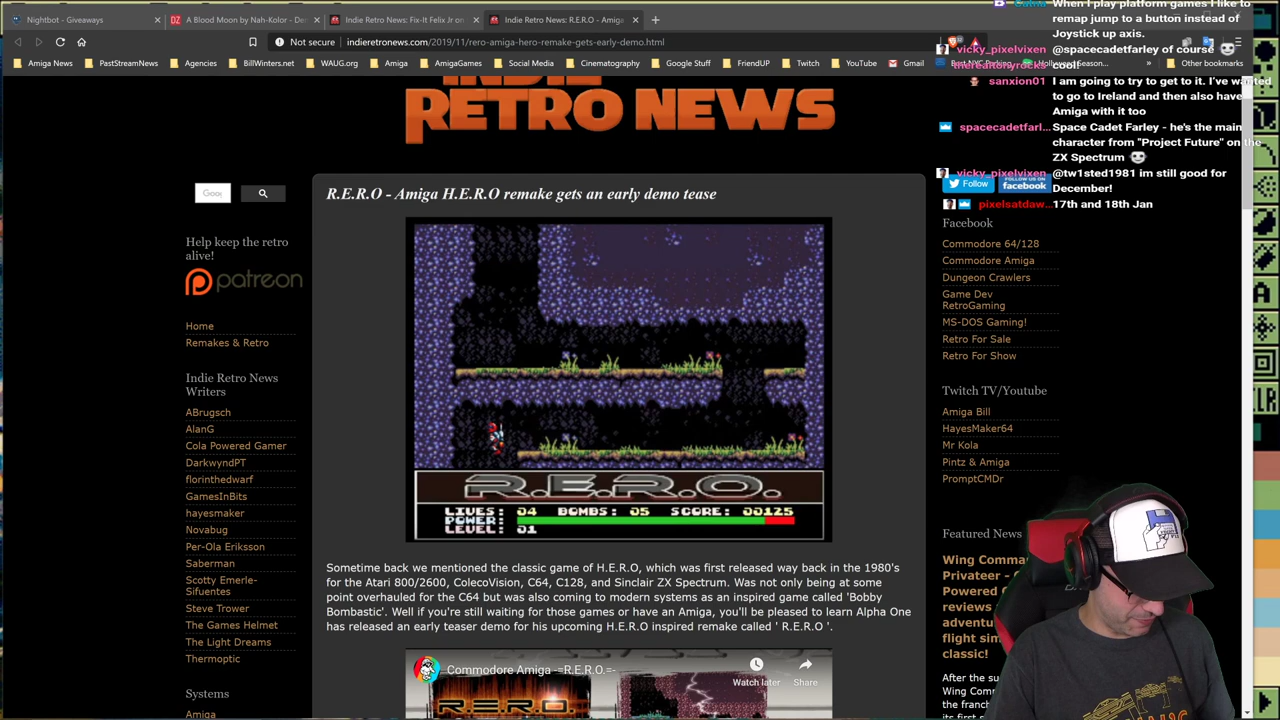 Nightbot - Giveaways
A Blood Moon by Nah-Kolor - De
Indie Retro News: Fix-It Felix Jr on
Indie Retro News: R.E.R.O - Amiga
Not secure
indieretronews.com/2019/11/rero-amiga-hero-remake-gets-early-demo.html
Amiga News
PastStreamNews
Agencies
BillWinter.net
WAUG.org
Amiga
AmigaGames
Social Media
Cinematography
Google Stuff
FriendUP
Twitch
YouTube
Gmail
Other bookmarks
When I play platform games I like to
remap jump to a button instead of
Joystick up axis.
vicky_pixelvixen
@spacecadetfarley of course
therealtonyrocks
cool!
sanxion01
I am going to try to get to it. I've wanted
to go to Ireland and then also have
Amiga with it too
spacecadetfarl...
Space Cadet Farley - he's the main
character from "Project Future" on the
ZX Spectrum
vicky_pixelvixen
@tw1sted1981 im still good for
December!
pixelsatdaw...
17th and 18th Jan
INDIE
RETRO NEWS
R.E.R.O - Amiga H.E.R.O remake gets an early demo tease
Help keep the retro
alive!
patreon
Home
Remakes & Retro
Indie Retro News
Writers
ABrugsch
AlanG
Cola Powered Gamer
DarkwyndPT
florinthedwarf
GamesInBits
hayesmaker
Novabug
Per-Ola Eriksson
Saberman
Scotty Emerle-
Sifuentes
Steve Trower
The Games Hunter
The Light Dreams
Thermoptic
Systems
Amiga
R.E.R.O.
LIVES: 04 BOMBS: 05 SCORE: 00125
POWER:
LEVEL: 01
Sometime back we mentioned the classic game of H.E.R.O, which was first released way back in the 1980's
for the Atari 800/2600, ColecoVision, C64, C128, and Sinclair ZX Spectrum. Was not only being at some
point overhauled for the C64 but was also coming to modern systems as an inspired game called 'Bobby
Bombastic'. Well if you're still waiting for those games or have an Amiga, you'll be pleased to learn Alpha One
has released an early teaser demo for his upcoming H.E.R.O inspired remake called ' R.E.R.O '.
Commodore Amiga -=R.E.R.O.=-
Watch later
Share
R.E.R.O.
Follow
FOLLOW US ON
facebook
Facebook
Commodore 64/128
Commodore Amiga
Dungeon Crawlers
Game Dev
RetroGaming
MS-DOS Gaming!
Retro For Sale
Retro For Show
Twitch TV/Youtube
Amiga Bill
HayesMaker64
Mr Kola
Pintz & Amiga
PromptCMDr
Featured News
Wing Comm
Privateer - C
Powered G
reviews
adventu
flight sim
classic!
After the su
Wing Comm
the franch